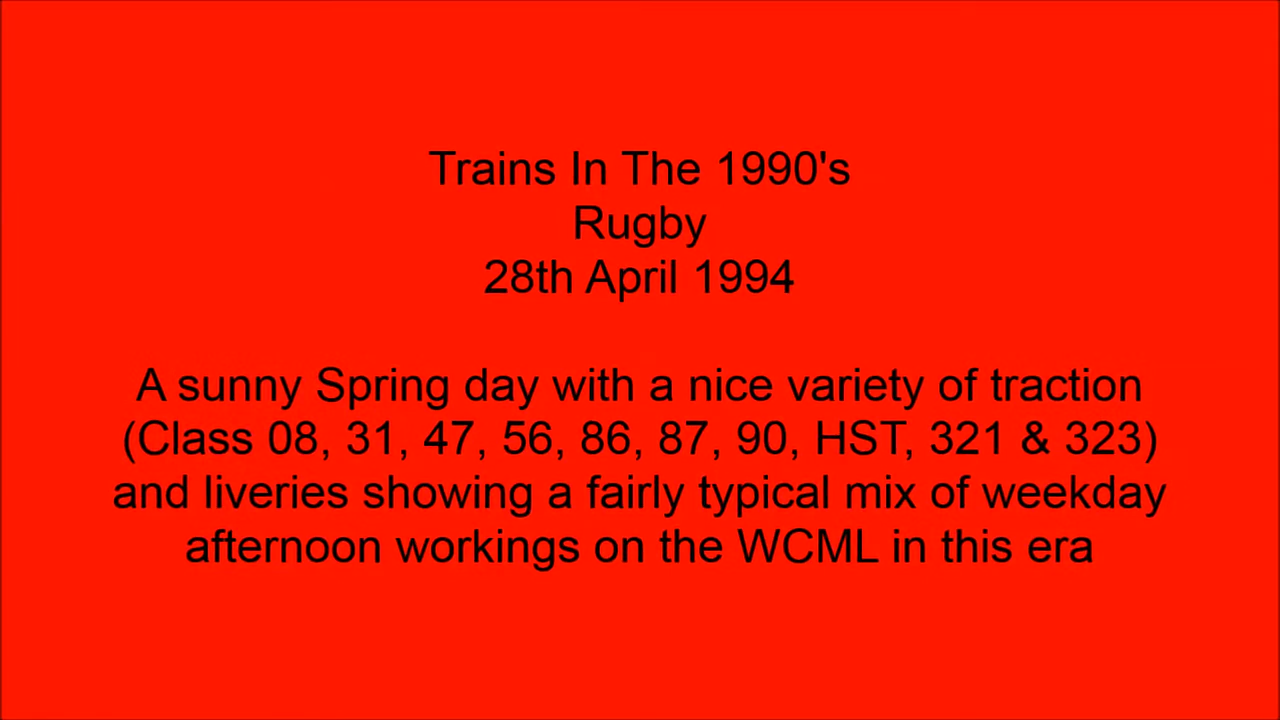 Trains In The 1990's
Rugby
28th April 1994
A sunny Spring day with a nice variety of traction
(Class 08, 31, 47, 56, 86, 87, 90, HST, 321 & 323)
and liveries showing a fairly typical mix of weekday
afternoon workings on the WCML in this era